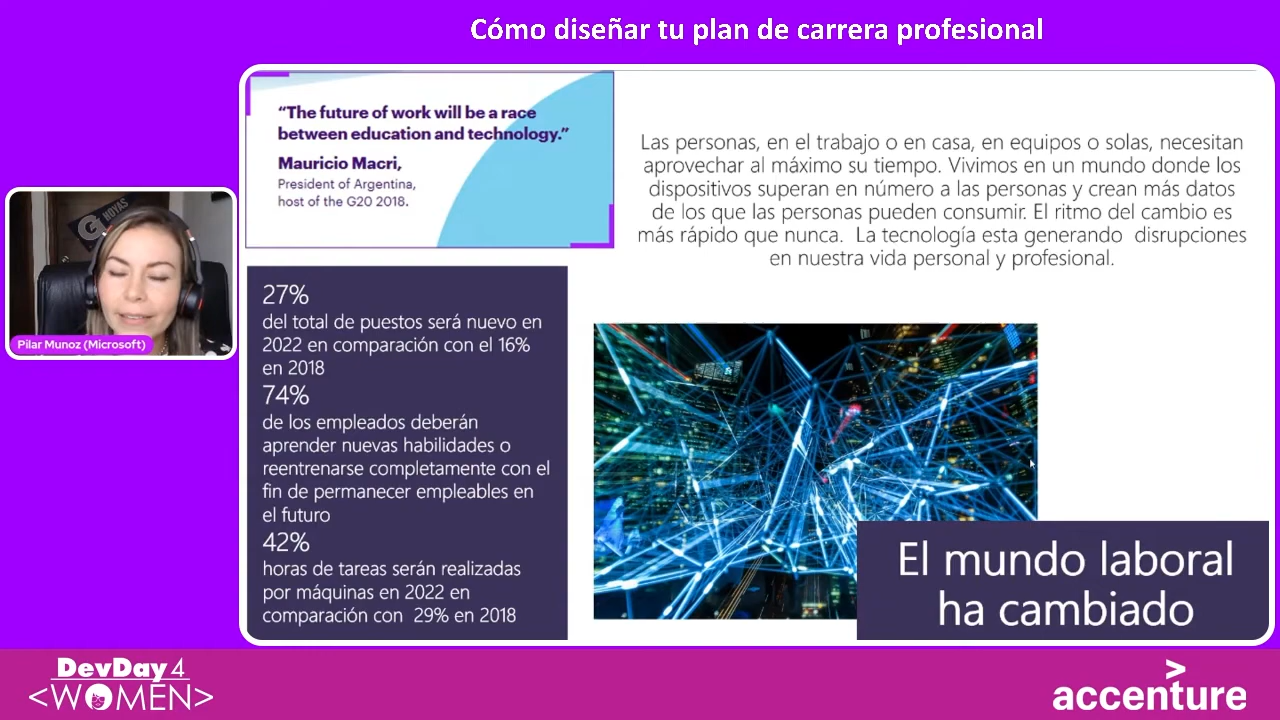 Cómo diseñar tu plan de carrera profesional
“The future of work will be a race
between education and technology.”
Mauricio Macri,
President of Argentina,
host of the G20 2018.
Las personas, en el trabajo o en casa, en equipos o solas, necesitan
aprovechar al máximo su tiempo. Vivimos en un mundo donde los
dispositivos superan en número a las personas y crean más datos
de los que las personas pueden consumir. El ritmo del cambio es
más rápido que nunca. La tecnología esta generando disrupciones
en nuestra vida personal y profesional.
HOYAS
Pilar Munoz (Microsoft)
27%
del total de puestos será nuevo en
2022 en comparación con el 16%
en 2018
74%
de los empleados deberán
aprender nuevas habilidades o
reentrenarse completamente con el
fin de permanecer empleables en
el futuro
42%
horas de tareas serán realizadas
por máquinas en 2022 en
comparación con 29% en 2018
El mundo laboral
ha cambiado
DevDay 4
<WOMEN>
accenture